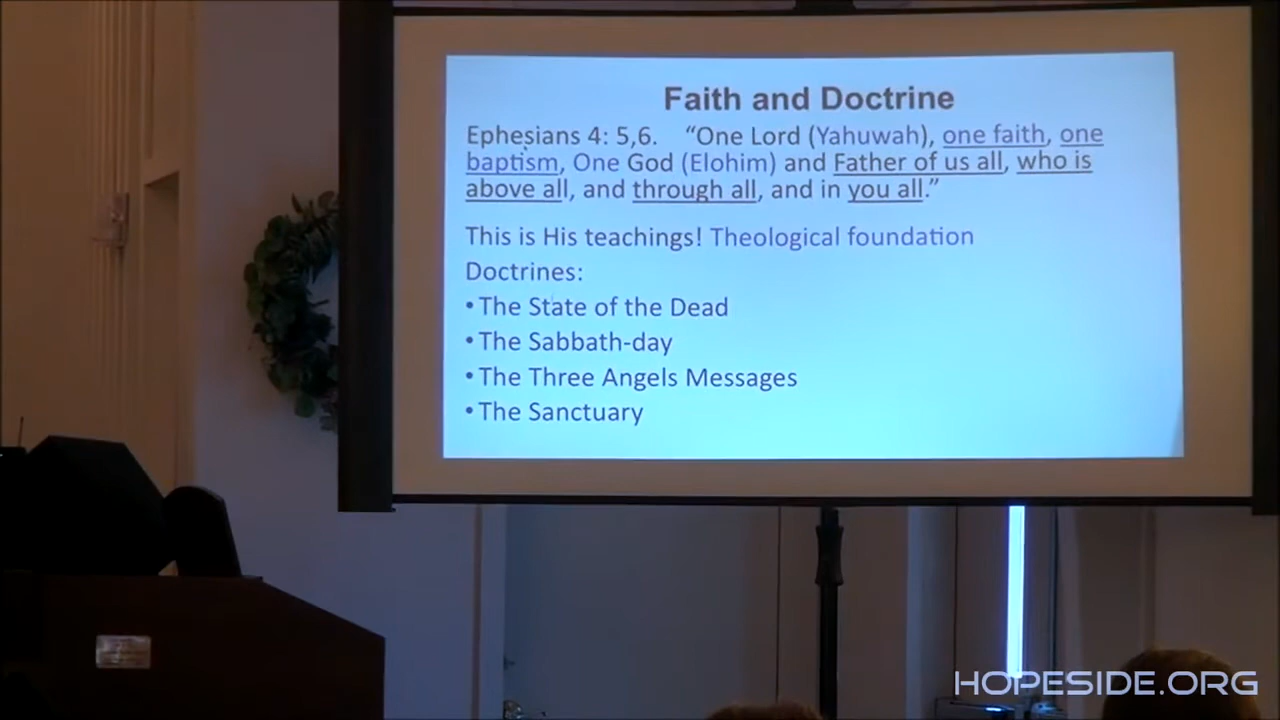 Faith and Doctrine
Ephesians 4: 5,6. “One Lord (Yahuwah), one faith, one
baptism, One God (Elohim) and Father of us all, who is
above all, and through all, and in you all.”
This is His teachings! Theological foundation
Doctrines:
• The State of the Dead
• The Sabbath-day
• The Three Angels Messages
• The Sanctuary
HOPESIDE.ORG